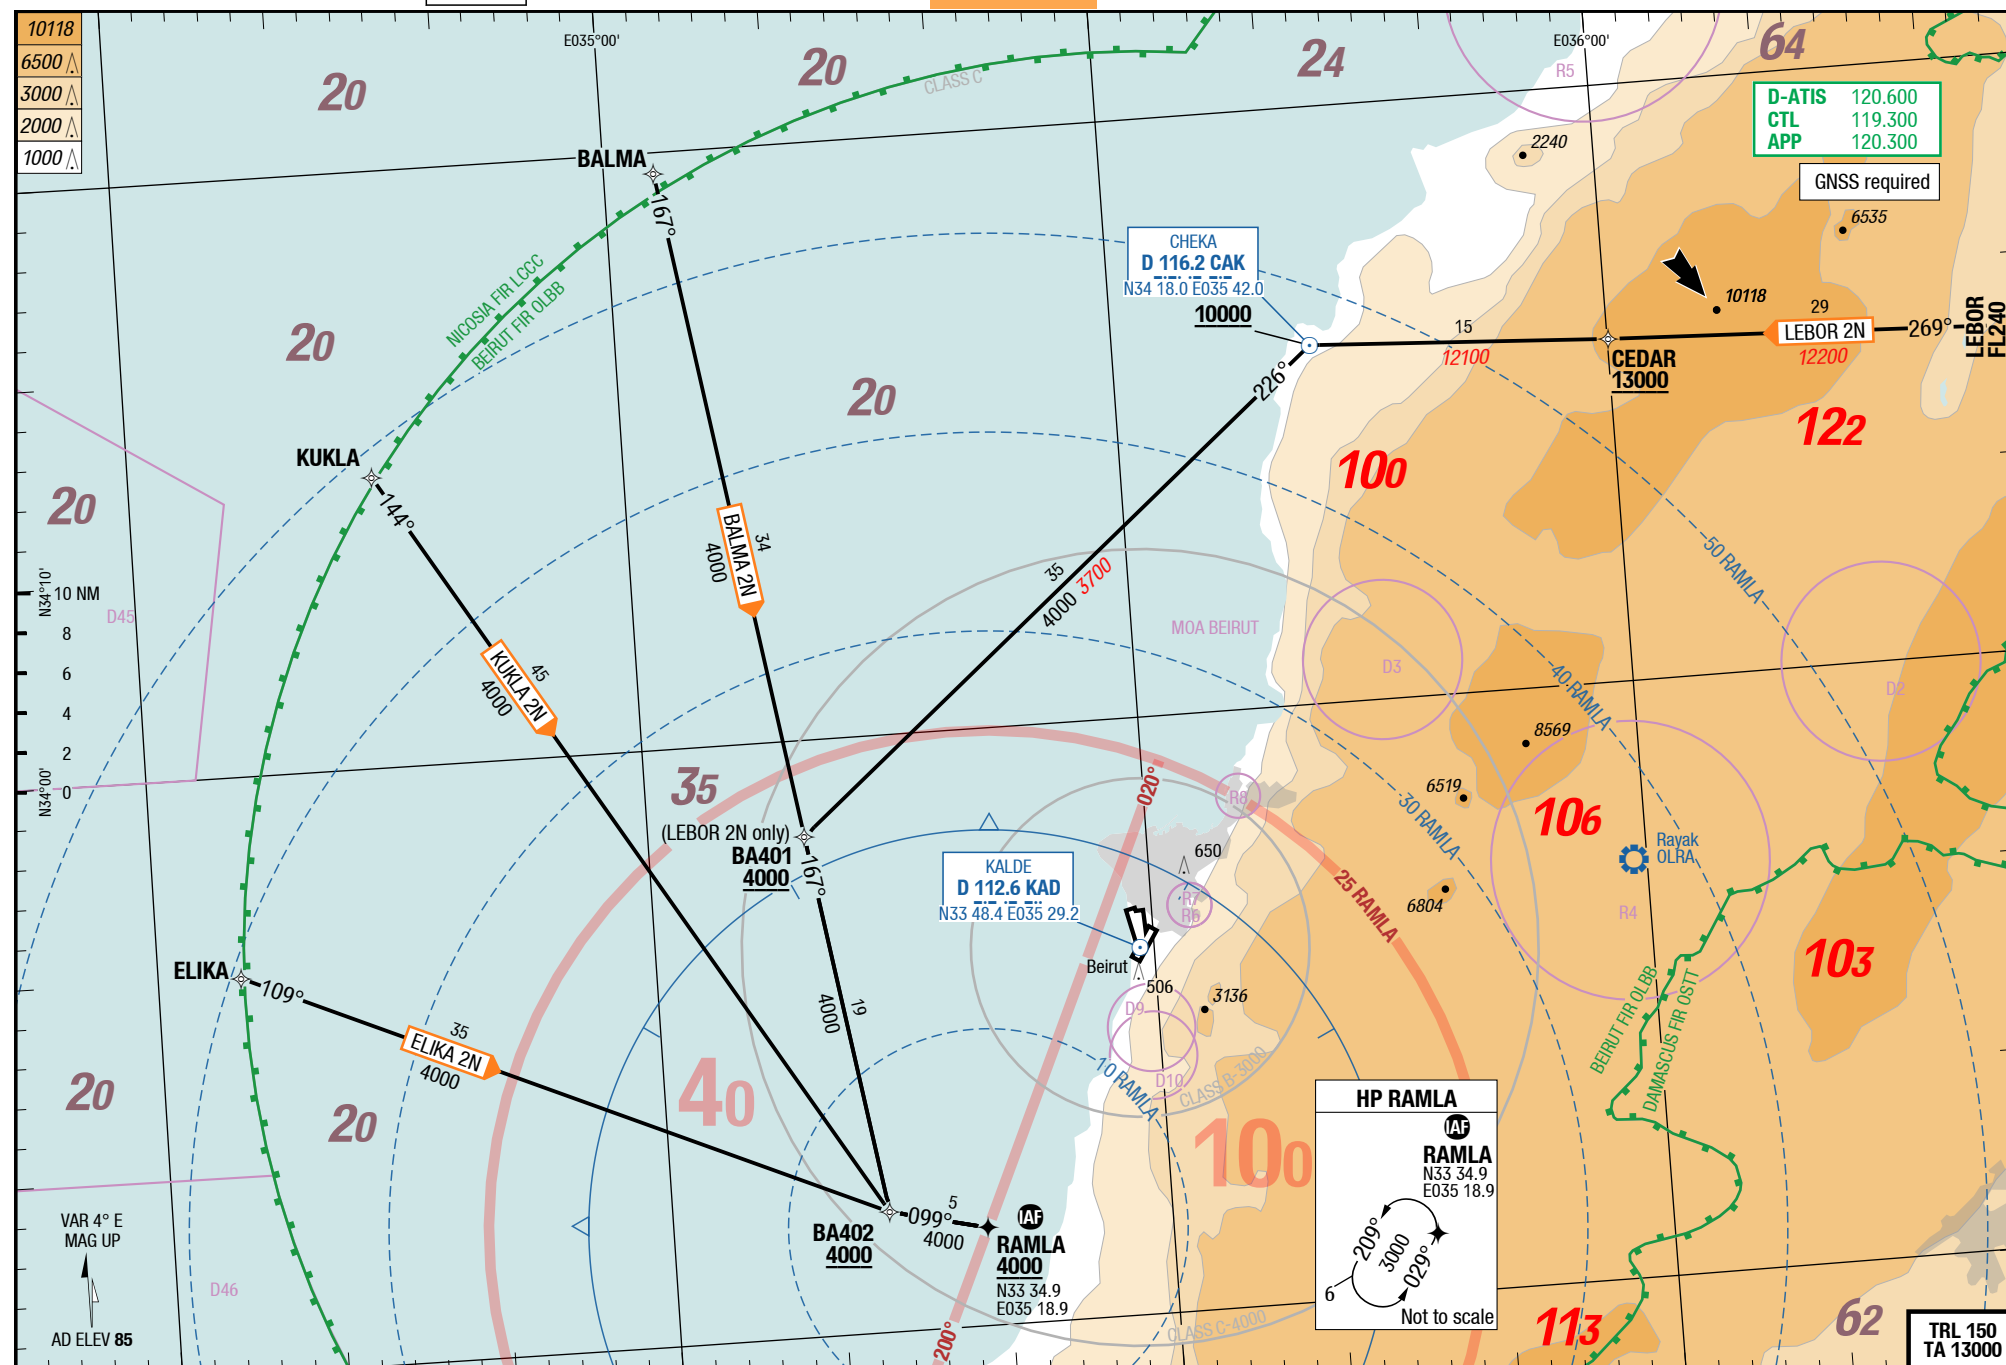 10118
6500
3000
2000
1000
E035°00'
E036°00'
20
20
24
64
CLASS C
R5
D-ATIS 120.600
CTL 119.300
APP 120.300
GNSS required
2240
6535
BALMA
167°
CHEKA
D 116.2 CAK
N34 18.0 E035 42.0
10000
NICOSIA FIR LCCC
BEIRUT FIR OLBB
10118
15
12100
29
LEBOR 2N
12200
269°
LEBOR
FL240
CEDAR
13000
226°
20
20
122
100
KUKLA
144°
20
BALMA 2N
34
4000
50 RAMLA
35
4000 3700
N34°10'
10 NM
8
6
4
2
0
N34°00'
D45
MOA BEIRUT
D3
D2
KUKLA 2N
45
4000
40 RAMLA
8569
6519
35
020°
R8
30 RAMLA
106
Rayak
OLRA
(LEBOR 2N only)
BA401
4000
167°
650
KALDE
D 112.6 KAD
N33 48.4 E035 29.2
R7
R6
25 RAMLA
6804
R4
103
Beirut
506
3136
D9
D10
ELIKA
109°
35
ELIKA 2N
4000
19
4000
BEIRUT FIR OLBB
DAMASCUS FIR OSTT
20
20
40
10 RAMLA
CLASS B-3000
100
HP RAMLA
IAF
RAMLA
N33 34.9
E035 18.9
209°
3000
029°
6
Not to scale
BA402
4000
099°
5
4000
IAF
RAMLA
4000
N33 34.9
E035 18.9
VAR 4° E
MAG UP
AD ELEV 85
D46
200°
CLASS C-4000
113
62
TRL 150
TA 13000